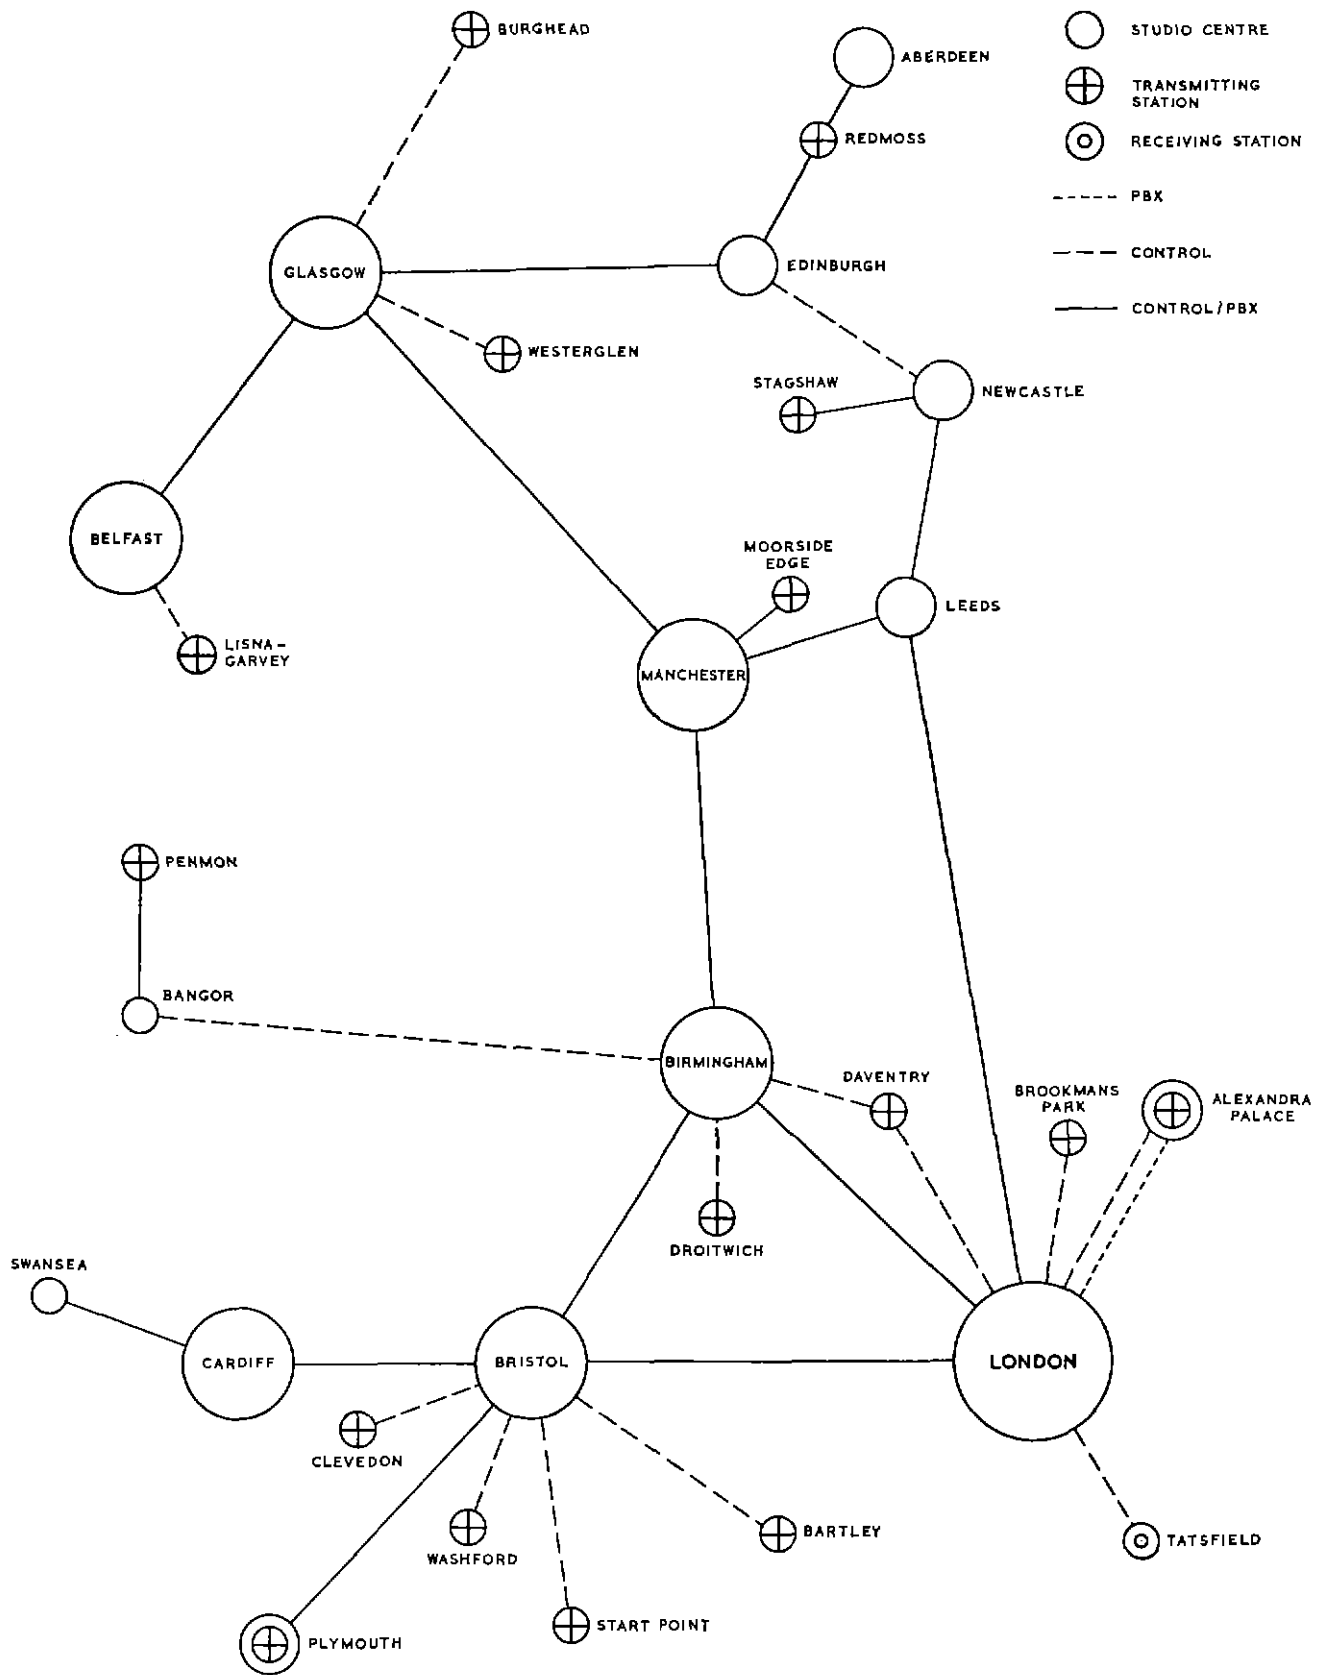 BURGHEAD
ABERDEEN
REDMOSS
STUDIO CENTRE
TRANSMITTING
STATION
RECEIVING STATION
PBX
CONTROL
CONTROL/PBX
GLASGOW
EDINBURGH
WESTERGLEN
STAGSHAW
NEWCASTLE
BELFAST
MOORSIDE
EDGE
LEEDS
LISNA-
GARVEY
MANCHESTER
PENMON
BANGOR
BIRMINGHAM
DAVENTRY
BROOKMANS
PARK
ALEXANDRA
PALACE
DROITWICH
SWANSEA
CARDIFF
BRISTOL
LONDON
CLEVEDON
WASHFORD
BARTLEY
TATSFIELD
START POINT
PLYMOUTH